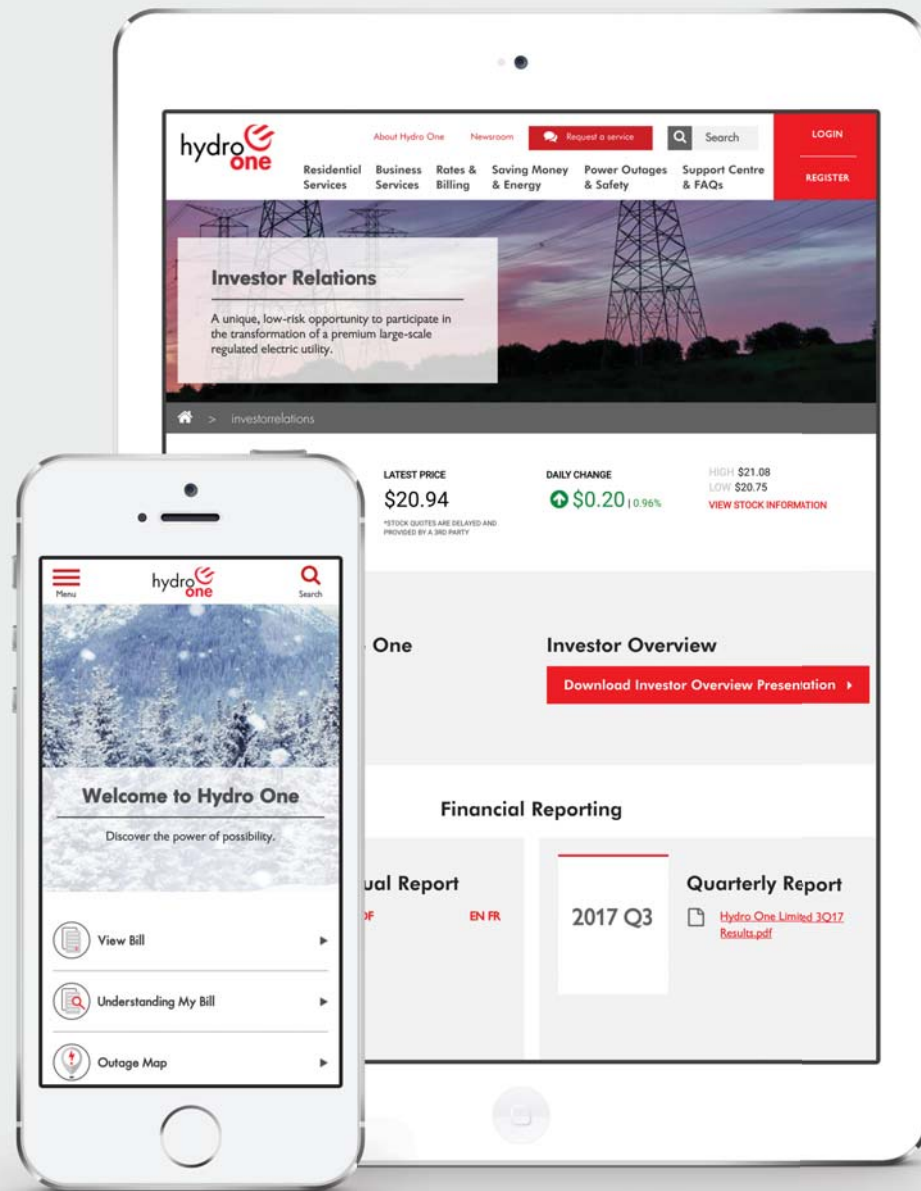 hydro
one
About Hydro One
Newsroom
Request a service
Search
LOGIN
REGISTER
Residential
Services
Business
Services
Rates &
Billing
Saving Money
& Energy
Power Outages
& Safety
Support Centre
& FAQs
Investor Relations
A unique, low-risk opportunity to participate in
the transformation of a premium large-scale
regulated electric utility.
> investorrelations
LATEST PRICE
$20.94
*STOCK QUOTES ARE DELAYED AND
PROVIDED BY A 3RD PARTY
DAILY CHANGE
$0.20 | 0.96%
HIGH $21.08
LOW $20.75
VIEW STOCK INFORMATION
One
Investor Overview
Download Investor Overview Presentation
Financial Reporting
ual Report
DF
EN FR
2017 Q3
Quarterly Report
Hydro One Limited 3Q17
Results.pdf
Menu
hydro
one
Search
Welcome to Hydro One
Discover the power of possibility.
View Bill
Understanding My Bill
Outage Map